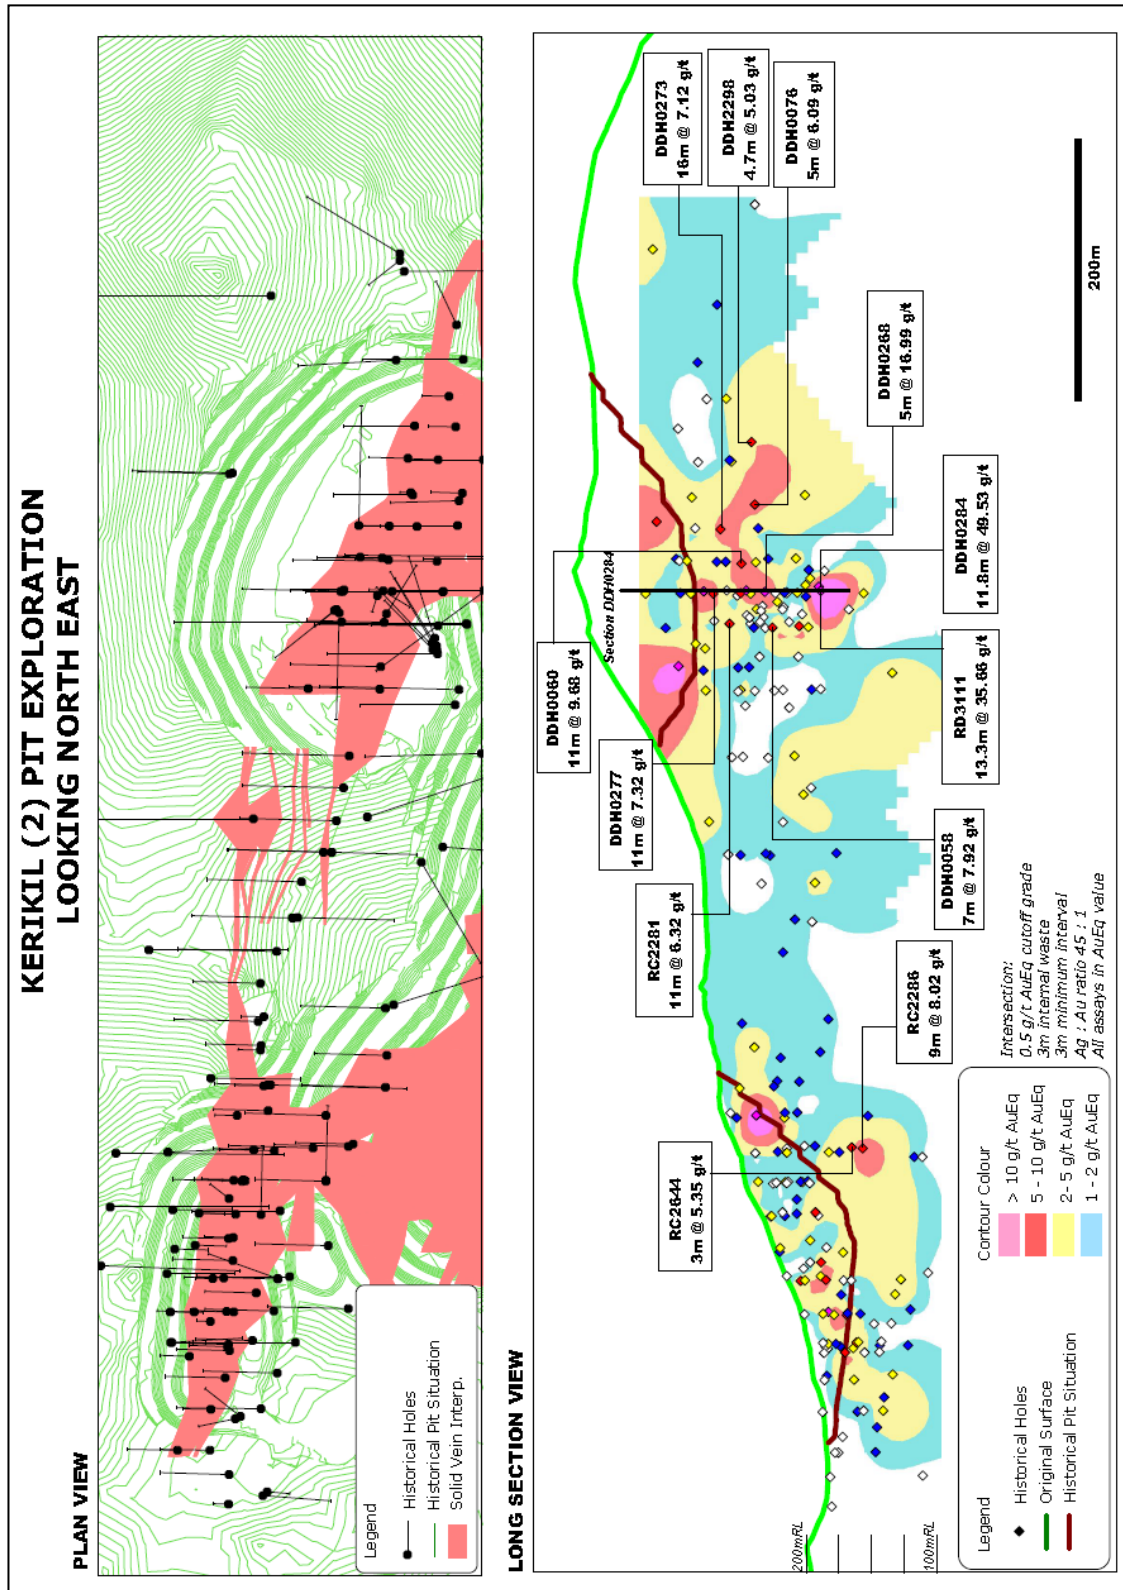 KERIKIL (2) PIT EXPLORATION
LOOKING NORTH EAST
PLAN VIEW
Legend
Historical Holes
Historical Pit Situation
Solid Vein Interp.
LONG SECTION VIEW
Section DDH0284
RC2644
3m @ 5.35 g/t
RC2281
11m @ 6.32 g/t
DDH0277
11m @ 7.32 g/t
DDH0060
11m @ 9.68 g/t
DDH0273
16m @ 7.12 g/t
DDH2298
4.7m @ 5.03 g/t
DDH0076
5m @ 6.09 g/t
DDH0268
5m @ 16.99 g/t
DDH0284
11.8m @ 49.53 g/t
RD3111
13.3m @ 35.66 g/t
DDH0058
7m @ 7.92 g/t
RC2286
9m @ 8.02 g/t
200mRL
100mRL
200m
Legend
Historical Holes
Original Surface
Historical Pit Situation
Contour Colour
> 10 g/t AuEq
5 - 10 g/t AuEq
2- 5 g/t AuEq
1 - 2 g/t AuEq
Intersection:
0.5 g/t AuEq cutoff grade
3m internal waste
3m minimum interval
Ag : Au ratio 45 : 1
All assays in AuEq value